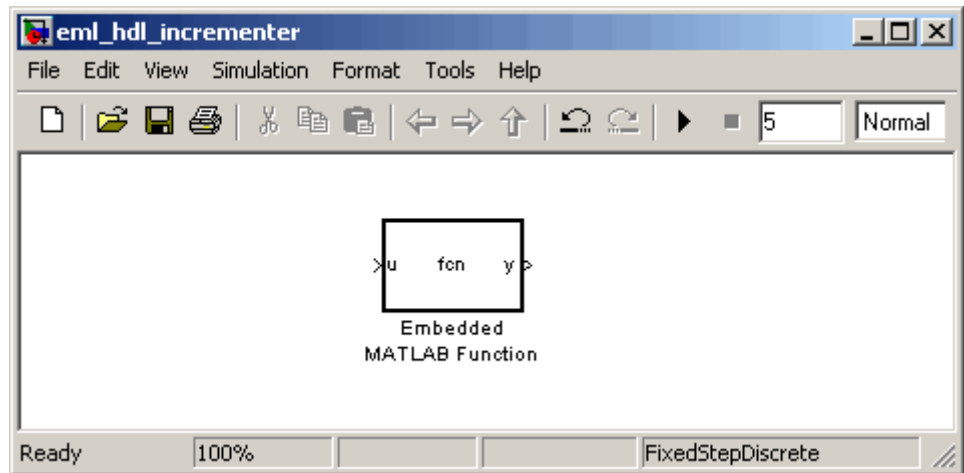 eml_hdl_incrementer
File Edit View Simulation Format Tools Help
5 Normal
u fcn y
Embedded
MATLAB Function
Ready 100% FixedStepDiscrete